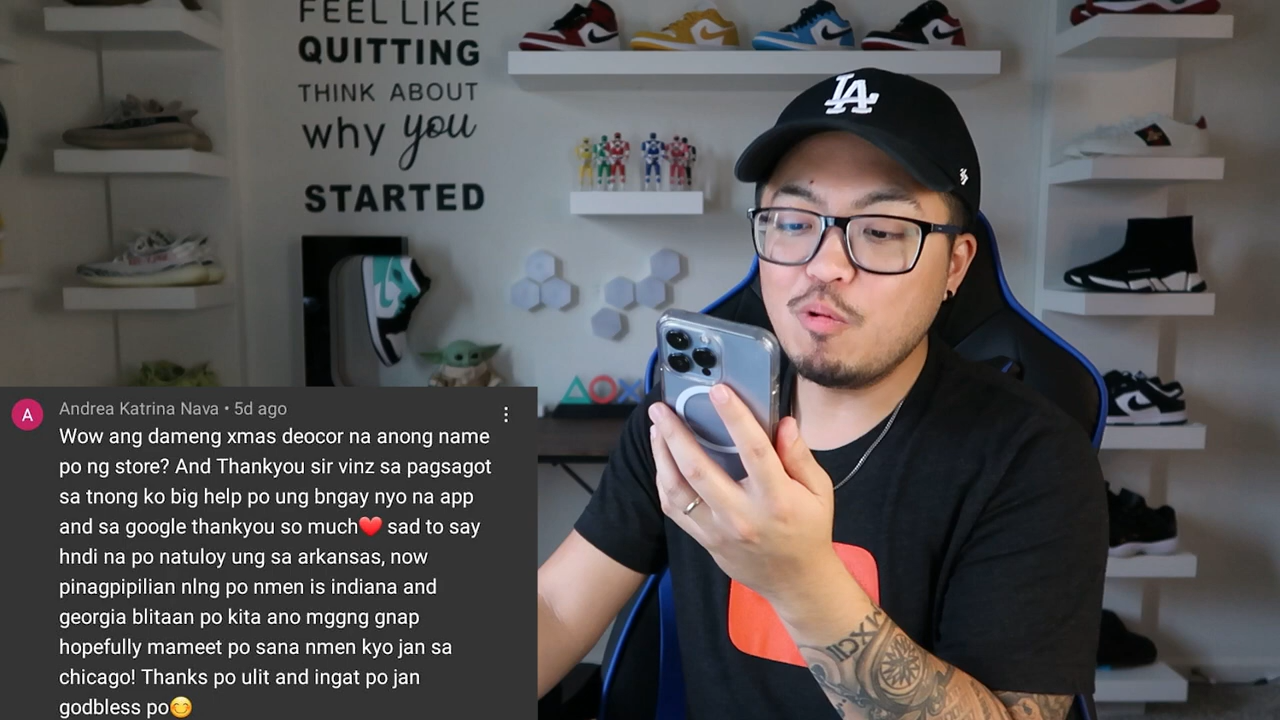 FEEL LIKE
QUITTING
THINK ABOUT
why you
STARTED
LA
A
Andrea Katrina Nava • 5d ago
Wow ang dameng xmas deocor na anong name
po ng store? And Thankyou sir vinz sa pagsagot
sa tnong ko big help po ung bngay nyo na app
and sa google thankyou so much❤️ sad to say
hndi na po natuloy ung sa arkansas, now
pinagpipilian nlng po nmen is indiana and
georgia blitaan po kita ano mggng gnap
hopefully mameet po sana nmen kyo jan sa
chicago! Thanks po ulit and ingat po jan
godbless po😊